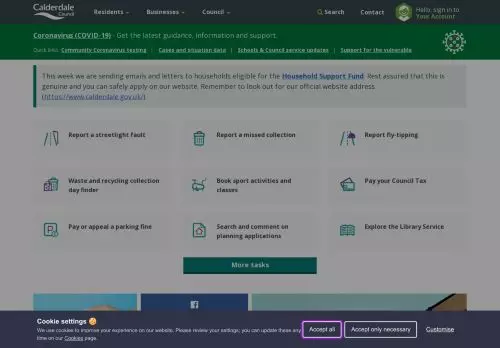 Calderdale
Council
Residents
Businesses
Council
Search
Contact
Hello, sign in to
Your Account
Coronavirus (COVID-19) - Get the latest guidance, information and support.
Quick links: Community Coronavirus testing | Cases and situation data | Schools & Council service updates | Support for the vulnerable
This week we are sending emails and letters to households eligible for the Household Support Fund. Rest assured that this is
genuine and you can safely apply on our website. Remember to look out for our official website address
(https://www.calderdale.gov.uk/).
Report a streetlight fault
Report a missed collection
Report fly-tipping
Waste and recycling collection
day finder
Book sport activities and
classes
Pay your Council Tax
Pay or appeal a parking fine
Search and comment on
planning applications
Explore the Library Service
More tasks
Cookie settings 🍪
We use cookies to improve your experience on our website. Please review your settings; you can update these any
time on our Cookies page.
Accept all
Accept only necessary
Customise